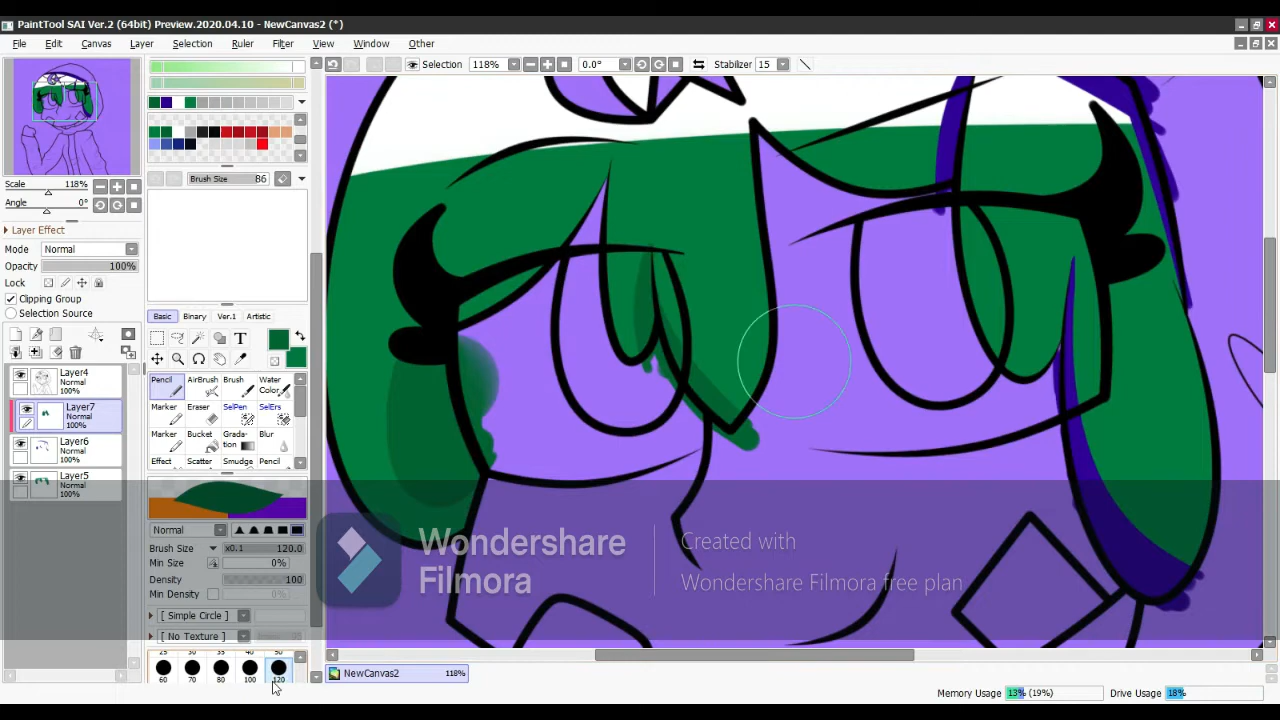 PaintTool SAI Ver.2 (64bit) Preview.2020.04.10 - NewCanvas2 (*)
File Edit Canvas Layer Selection Ruler Filter View Window Other
Selection 118% 0.0° Stabilizer 15
Scale 118%
Angle 0°
Layer Effect
Mode Normal
Opacity 100%
Lock
Clipping Group
Selection Source
Layer4
Normal
100%
Layer7
Normal
100%
Layer6
Normal
100%
Layer5
Normal
100%
Brush Size 86
Basic Binary Ver.1 Artistic
T
Pencil AirBrush Brush Water Color
Marker Eraser SelPen SelErs
Marker Bucket Gradation Blur
Effect Scatter Smudge Pencil
Normal
Brush Size x0.1 120.0
Min Size 0%
Density 100
Min Density 0%
[ Simple Circle ]
[ No Texture ]
25 30 35 40 50
60 70 80 100 120
Wondershare
Filmora
Created with
Wondershare Filmora free plan
NewCanvas2 118%
Memory Usage 13% (19%) Drive Usage 18%